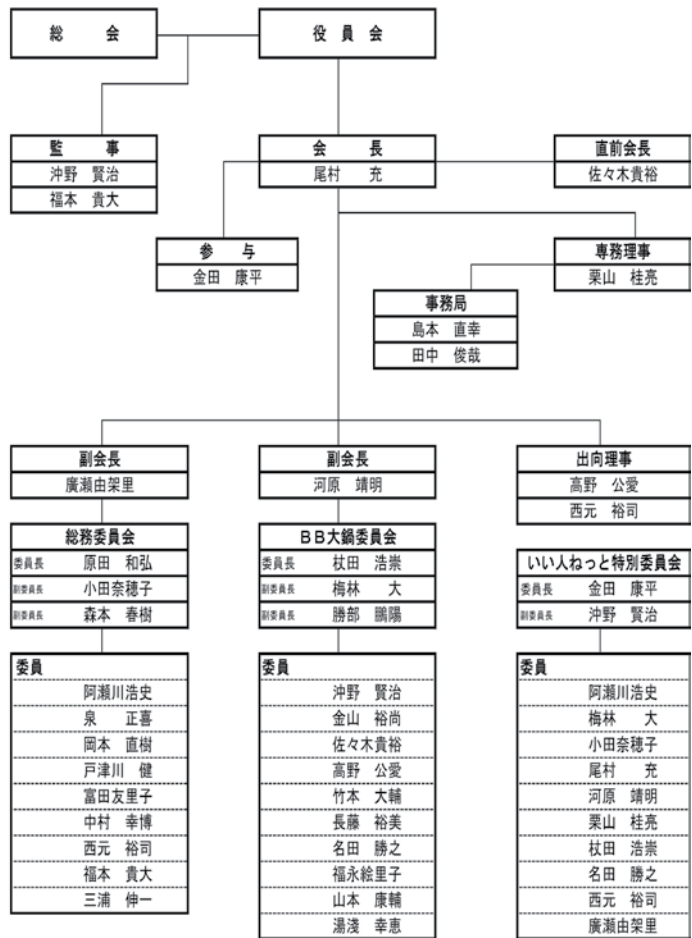 総　会
役 員 会
監　事
沖野　賢治
福本　貴大
会　長
尾村　充
直前会長
佐々木貴裕
参　与
金田　康平
専務理事
栗山　桂亮
事務局
島本　直幸
田中　俊哉
副会長
廣瀬由架里
総務委員会
委員長　原田　和弘
副委員長　小田奈穂子
副委員長　森本　春樹
委員
阿瀬川浩史
泉　正喜
岡本　直樹
戸津川　健
富田友里子
中村　幸博
西元　裕司
福本　貴大
三浦　伸一
副会長
河原　靖明
ＢＢ大鍋委員会
委員長　杖田　浩崇
副委員長　梅林　大
副委員長　勝部　鵬陽
委員
沖野　賢治
金山　裕尚
佐々木貴裕
高野　公愛
竹本　大輔
長藤　裕美
名田　勝之
福永絵里子
山本　康輔
湯淺　幸恵
出向理事
高野　公愛
西元　裕司
いい人ねっと特別委員会
委員長　金田　康平
副委員長　沖野　賢治
委員
阿瀬川浩史
梅林　大
小田奈穂子
尾村　充
河原　靖明
栗山　桂亮
杖田　浩崇
名田　勝之
西元　裕司
廣瀬由架里